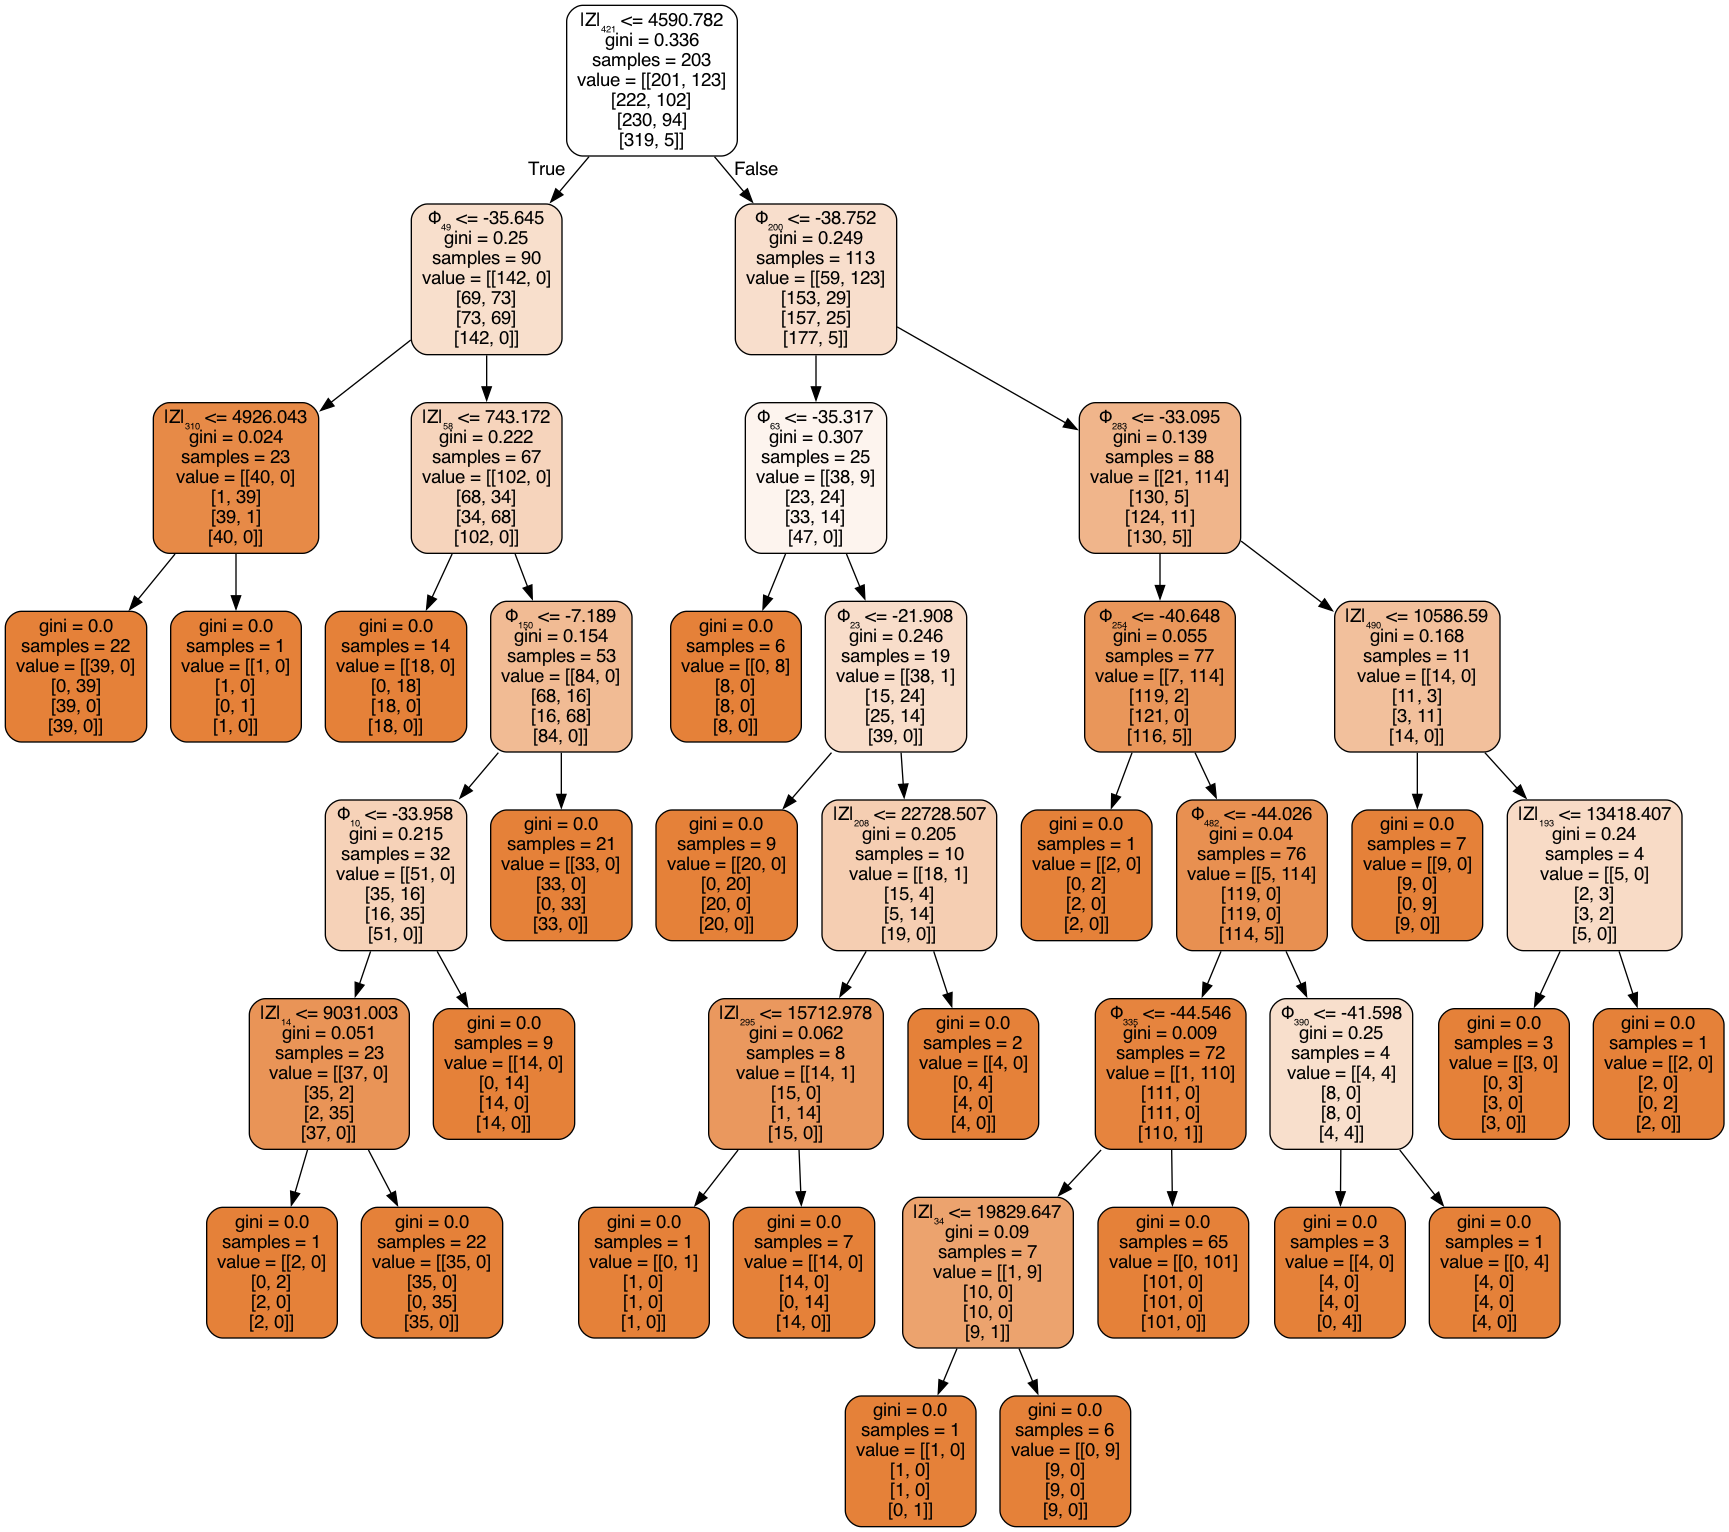 |Z|₄₂₁ <= 4590.782
gini = 0.336
samples = 203
value = [[201, 123]
[222, 102]
[230, 94]
[319, 5]]
True
False
Φ₄₉ <= -35.645
gini = 0.25
samples = 90
value = [[142, 0]
[69, 73]
[73, 69]
[142, 0]]
Φ₂₀₀ <= -38.752
gini = 0.249
samples = 113
value = [[59, 123]
[153, 29]
[157, 25]
[177, 5]]
|Z|₃₁₀ <= 4926.043
gini = 0.024
samples = 23
value = [[40, 0]
[1, 39]
[39, 1]
[40, 0]]
|Z|₅₈ <= 743.172
gini = 0.222
samples = 67
value = [[102, 0]
[68, 34]
[34, 68]
[102, 0]]
Φ₆₃ <= -35.317
gini = 0.307
samples = 25
value = [[38, 9]
[23, 24]
[33, 14]
[47, 0]]
Φ₂₈₃ <= -33.095
gini = 0.139
samples = 88
value = [[21, 114]
[130, 5]
[124, 11]
[130, 5]]
gini = 0.0
samples = 22
value = [[39, 0]
[0, 39]
[39, 0]
[39, 0]]
gini = 0.0
samples = 1
value = [[1, 0]
[1, 0]
[0, 1]
[1, 0]]
gini = 0.0
samples = 14
value = [[18, 0]
[0, 18]
[18, 0]
[18, 0]]
Φ₁₅₀ <= -7.189
gini = 0.154
samples = 53
value = [[84, 0]
[68, 16]
[16, 68]
[84, 0]]
gini = 0.0
samples = 6
value = [[0, 8]
[8, 0]
[8, 0]
[8, 0]]
Φ₂₃ <= -21.908
gini = 0.246
samples = 19
value = [[38, 1]
[15, 24]
[25, 14]
[39, 0]]
Φ₂₅₄ <= -40.648
gini = 0.055
samples = 77
value = [[7, 114]
[119, 2]
[121, 0]
[116, 5]]
|Z|₄₉₀ <= 10586.59
gini = 0.168
samples = 11
value = [[14, 0]
[11, 3]
[3, 11]
[14, 0]]
Φ₁₀ <= -33.958
gini = 0.215
samples = 32
value = [[51, 0]
[35, 16]
[16, 35]
[51, 0]]
gini = 0.0
samples = 21
value = [[33, 0]
[33, 0]
[0, 33]
[33, 0]]
gini = 0.0
samples = 9
value = [[20, 0]
[0, 20]
[20, 0]
[20, 0]]
|Z|₂₀₈ <= 22728.507
gini = 0.205
samples = 10
value = [[18, 1]
[15, 4]
[5, 14]
[19, 0]]
gini = 0.0
samples = 1
value = [[2, 0]
[0, 2]
[2, 0]
[2, 0]]
Φ₄₈₂ <= -44.026
gini = 0.04
samples = 76
value = [[5, 114]
[119, 0]
[119, 0]
[114, 5]]
gini = 0.0
samples = 7
value = [[9, 0]
[9, 0]
[0, 9]
[9, 0]]
|Z|₁₉₃ <= 13418.407
gini = 0.24
samples = 4
value = [[5, 0]
[2, 3]
[3, 2]
[5, 0]]
|Z|₁₄ <= 9031.003
gini = 0.051
samples = 23
value = [[37, 0]
[35, 2]
[2, 35]
[37, 0]]
gini = 0.0
samples = 9
value = [[14, 0]
[0, 14]
[14, 0]
[14, 0]]
|Z|₂₉₅ <= 15712.978
gini = 0.062
samples = 8
value = [[14, 1]
[15, 0]
[1, 14]
[15, 0]]
gini = 0.0
samples = 2
value = [[4, 0]
[0, 4]
[4, 0]
[4, 0]]
Φ₃₃₅ <= -44.546
gini = 0.009
samples = 72
value = [[1, 110]
[111, 0]
[111, 0]
[110, 1]]
Φ₃₉₀ <= -41.598
gini = 0.25
samples = 4
value = [[4, 4]
[8, 0]
[8, 0]
[4, 4]]
gini = 0.0
samples = 3
value = [[3, 0]
[0, 3]
[3, 0]
[3, 0]]
gini = 0.0
samples = 1
value = [[2, 0]
[2, 0]
[0, 2]
[2, 0]]
gini = 0.0
samples = 1
value = [[2, 0]
[0, 2]
[2, 0]
[2, 0]]
gini = 0.0
samples = 22
value = [[35, 0]
[35, 0]
[0, 35]
[35, 0]]
gini = 0.0
samples = 1
value = [[0, 1]
[1, 0]
[1, 0]
[1, 0]]
gini = 0.0
samples = 7
value = [[14, 0]
[14, 0]
[0, 14]
[14, 0]]
|Z|₃₄ <= 19829.647
gini = 0.09
samples = 7
value = [[1, 9]
[10, 0]
[10, 0]
[9, 1]]
gini = 0.0
samples = 65
value = [[0, 101]
[101, 0]
[101, 0]
[101, 0]]
gini = 0.0
samples = 3
value = [[4, 0]
[4, 0]
[4, 0]
[0, 4]]
gini = 0.0
samples = 1
value = [[0, 4]
[4, 0]
[4, 0]
[4, 0]]
gini = 0.0
samples = 1
value = [[1, 0]
[1, 0]
[1, 0]
[0, 1]]
gini = 0.0
samples = 6
value = [[0, 9]
[9, 0]
[9, 0]
[9, 0]]